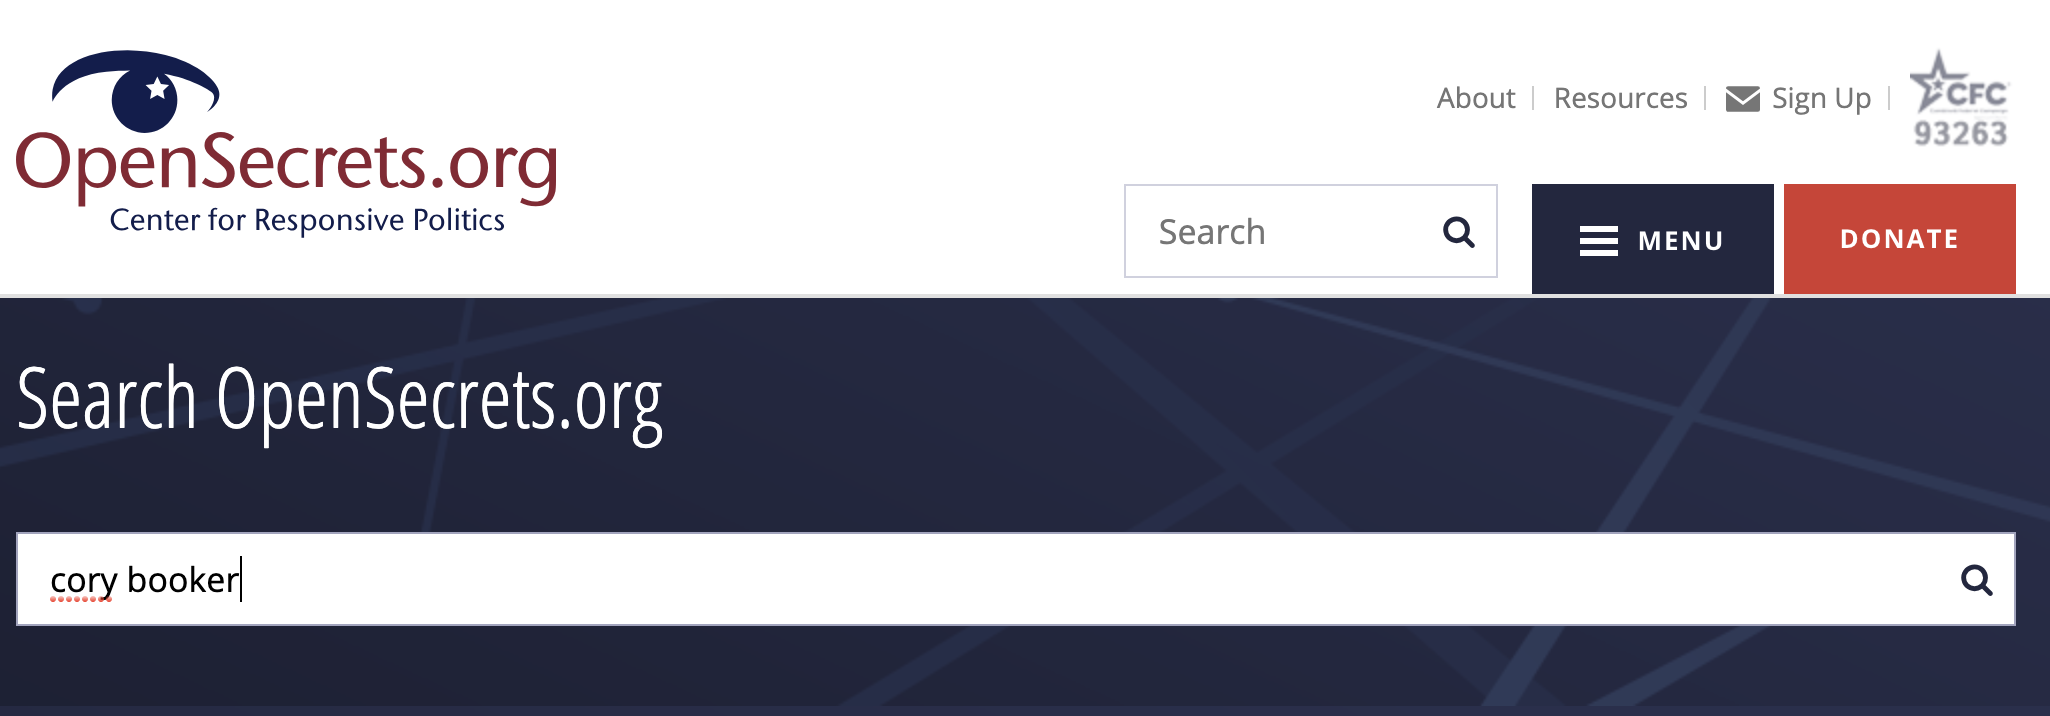 OpenSecrets.org
Center for Responsive Politics
About
Resources
Sign Up
CFC
93263
Search
MENU
DONATE
Search OpenSecrets.org
cory booker